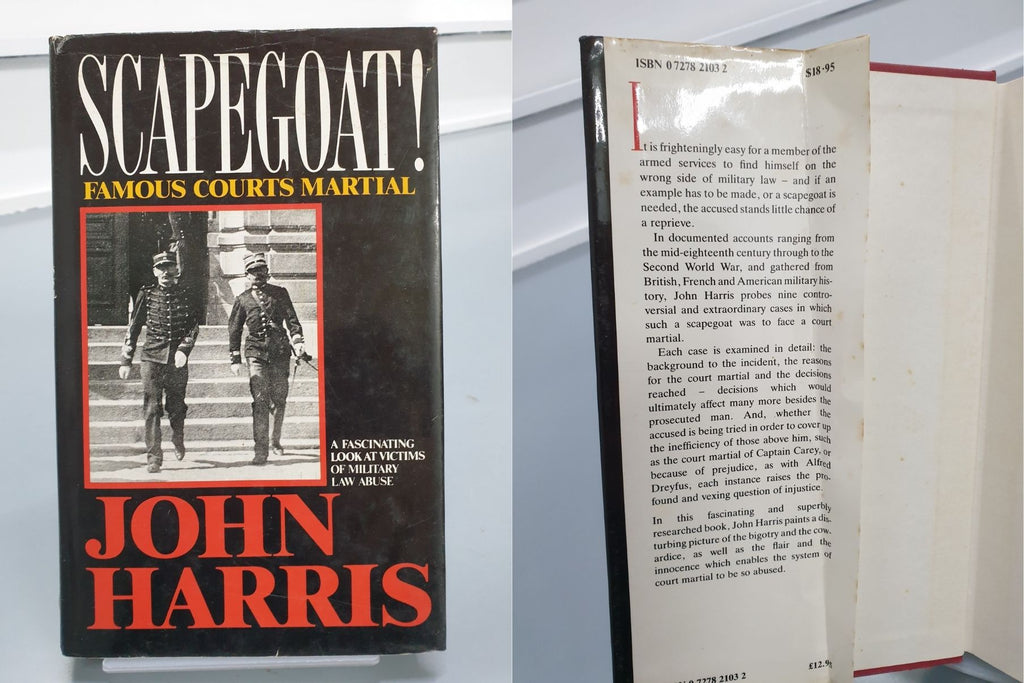 SCAPEGOAT!
FAMOUS COURTS MARTIAL
A FASCINATING
LOOK AT VICTIMS
OF MILITARY
LAW ABUSE
JOHN
HARRIS
ISBN 0 7278 2103 2
$18·95
It is frighteningly easy for a member of the
armed services to find himself on the
wrong side of military law – and if an
example has to be made, or a scapegoat is
needed, the accused stands little chance of
a reprieve.
In documented accounts ranging from
the mid-eighteenth century through to the
Second World War, and gathered from
British, French and American military his-
tory, John Harris probes nine contro-
versial and extraordinary cases in which
such a scapegoat was to face a court
martial.
Each case is examined in detail: the
background to the incident, the reasons
for the court martial and the decisions
reached – decisions which would
ultimately affect many more besides the
prosecuted man. And, whether the
accused is being tried in order to cover up
the inefficiency of those above him, such
as the court martial of Captain Carey, or
because of prejudice, as with Alfred
Dreyfus, each instance raises the pro-
found and vexing question of injustice.
In this fascinating and superbly
researched book, John Harris paints a dis-
turbing picture of the bigotry and the cow-
ardice, as well as the flair and the
innocence which enables the system of
court martial to be so abused.
0 7278 2103 2